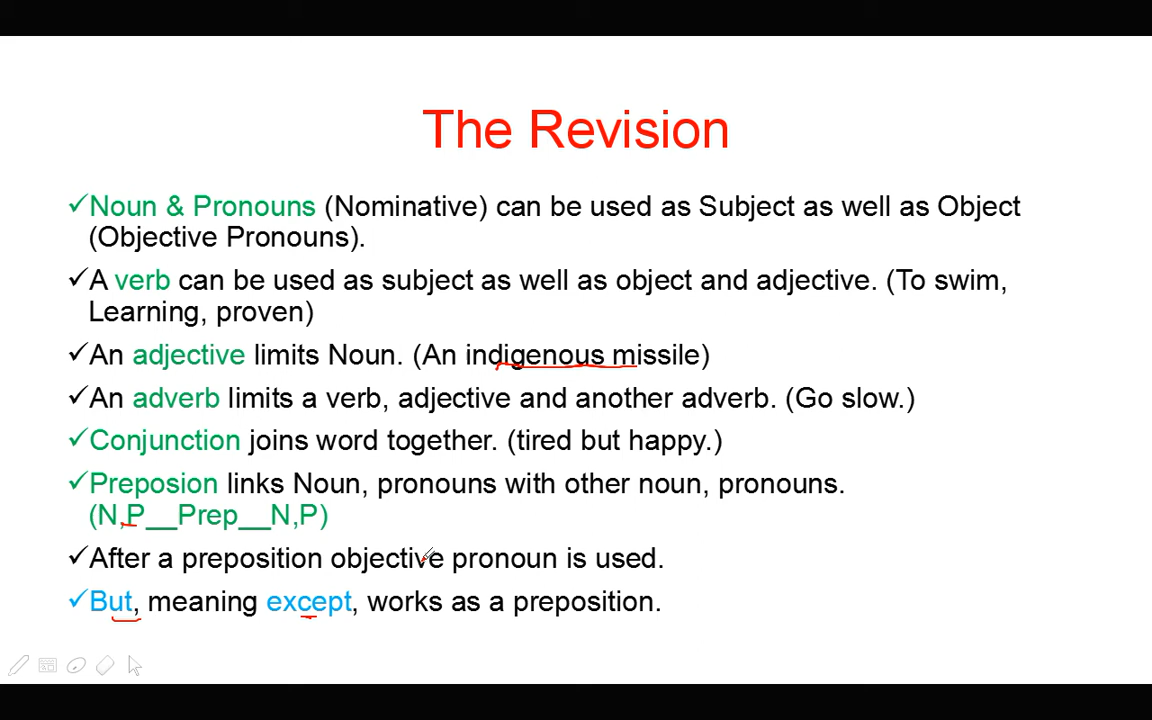 The Revision
✓Noun & Pronouns (Nominative) can be used as Subject as well as Object
(Objective Pronouns).
✓A verb can be used as subject as well as object and adjective. (To swim,
Learning, proven)
✓An adjective limits Noun. (An indigenous missile)
✓An adverb limits a verb, adjective and another adverb. (Go slow.)
✓Conjunction joins word together. (tired but happy.)
✓Preposion links Noun, pronouns with other noun, pronouns.
(N,P__Prep__N,P)
✓After a preposition objective pronoun is used.
✓But, meaning except, works as a preposition.